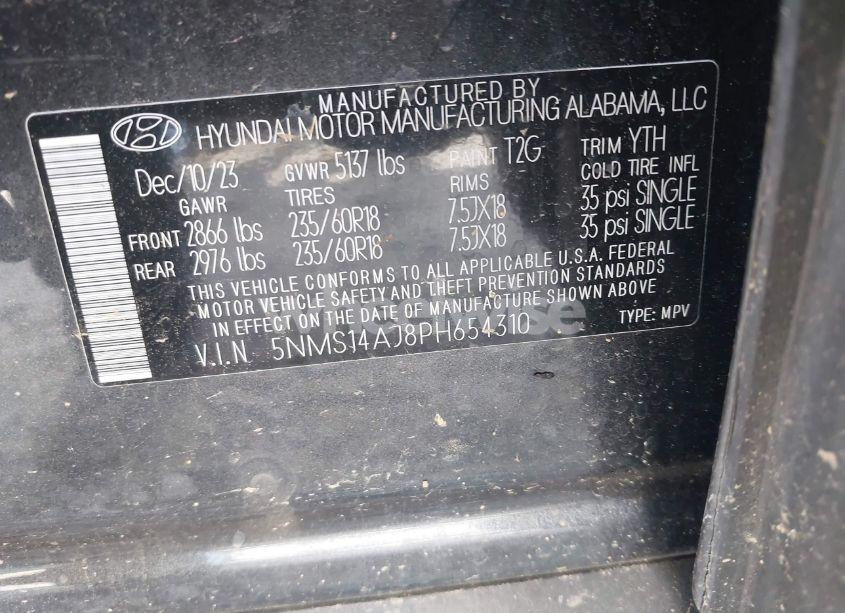 MANUFACTURED BY
HYUNDAI MOTOR MANUFACTURING ALABAMA, LLC
Dec/10/23 GVWR 5137 lbs PAINT T2G TRIM YTH
GAWR TIRES RIMS COLD TIRE INFL
FRONT 2866 lbs 235/60R18 7.5JX18 35 psi SINGLE
REAR 2976 lbs 235/60R18 7.5JX18 35 psi SINGLE
THIS VEHICLE CONFORMS TO ALL APPLICABLE U.S.A. FEDERAL
MOTOR VEHICLE SAFETY AND THEFT PREVENTION STANDARDS
IN EFFECT ON THE DATE OF MANUFACTURE SHOWN ABOVE
V.I.N. 5NMS14AJ8PH654310 TYPE: MPV